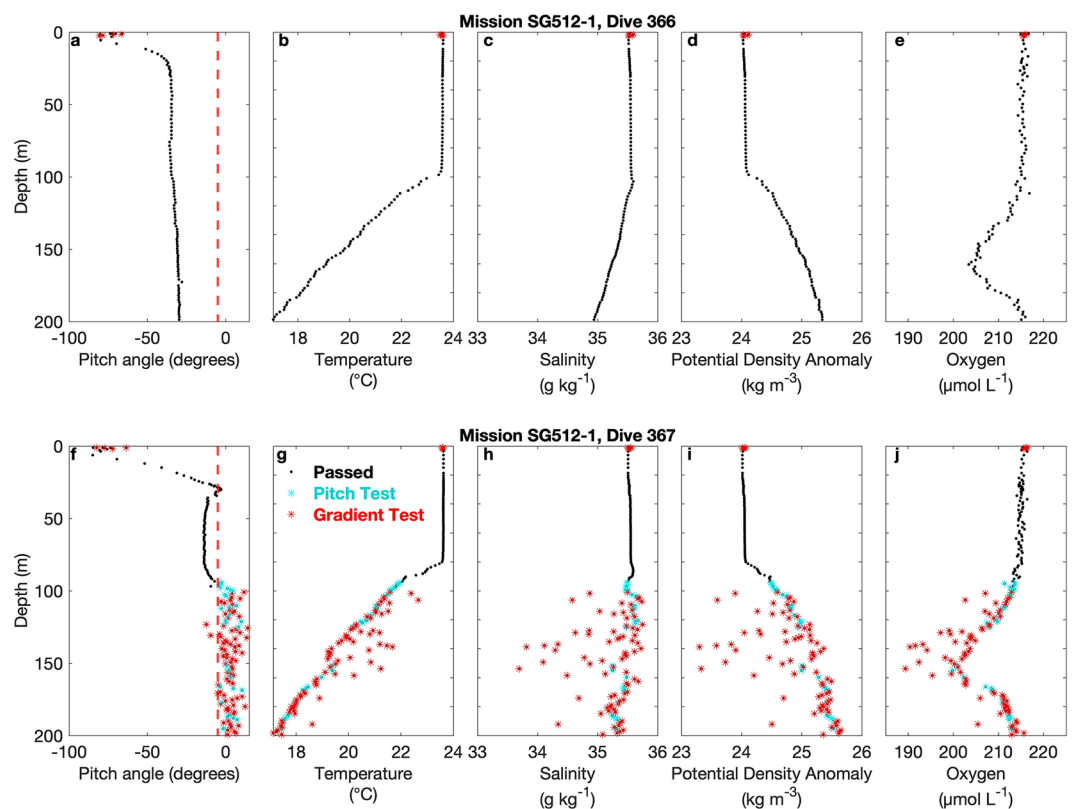 Mission SG512-1, Dive 366
a b c d e
0
50
100
150
200
Depth (m)
-100 -50 0 18 20 22 24 33 34 35 36 23 24 25 26 190 200 210 220
Pitch angle (degrees) Temperature Salinity Potential Density Anomaly Oxygen
(°C) (g kg⁻¹) (kg m⁻³) (µmol L⁻¹)
Mission SG512-1, Dive 367
f g h i j
Passed
Pitch Test
Gradient Test
0
50
100
150
200
Depth (m)
-100 -50 0 18 20 22 24 33 34 35 36 23 24 25 26 190 200 210 220
Pitch angle (degrees) Temperature Salinity Potential Density Anomaly Oxygen
(°C) (g kg⁻¹) (kg m⁻³) (µmol L⁻¹)